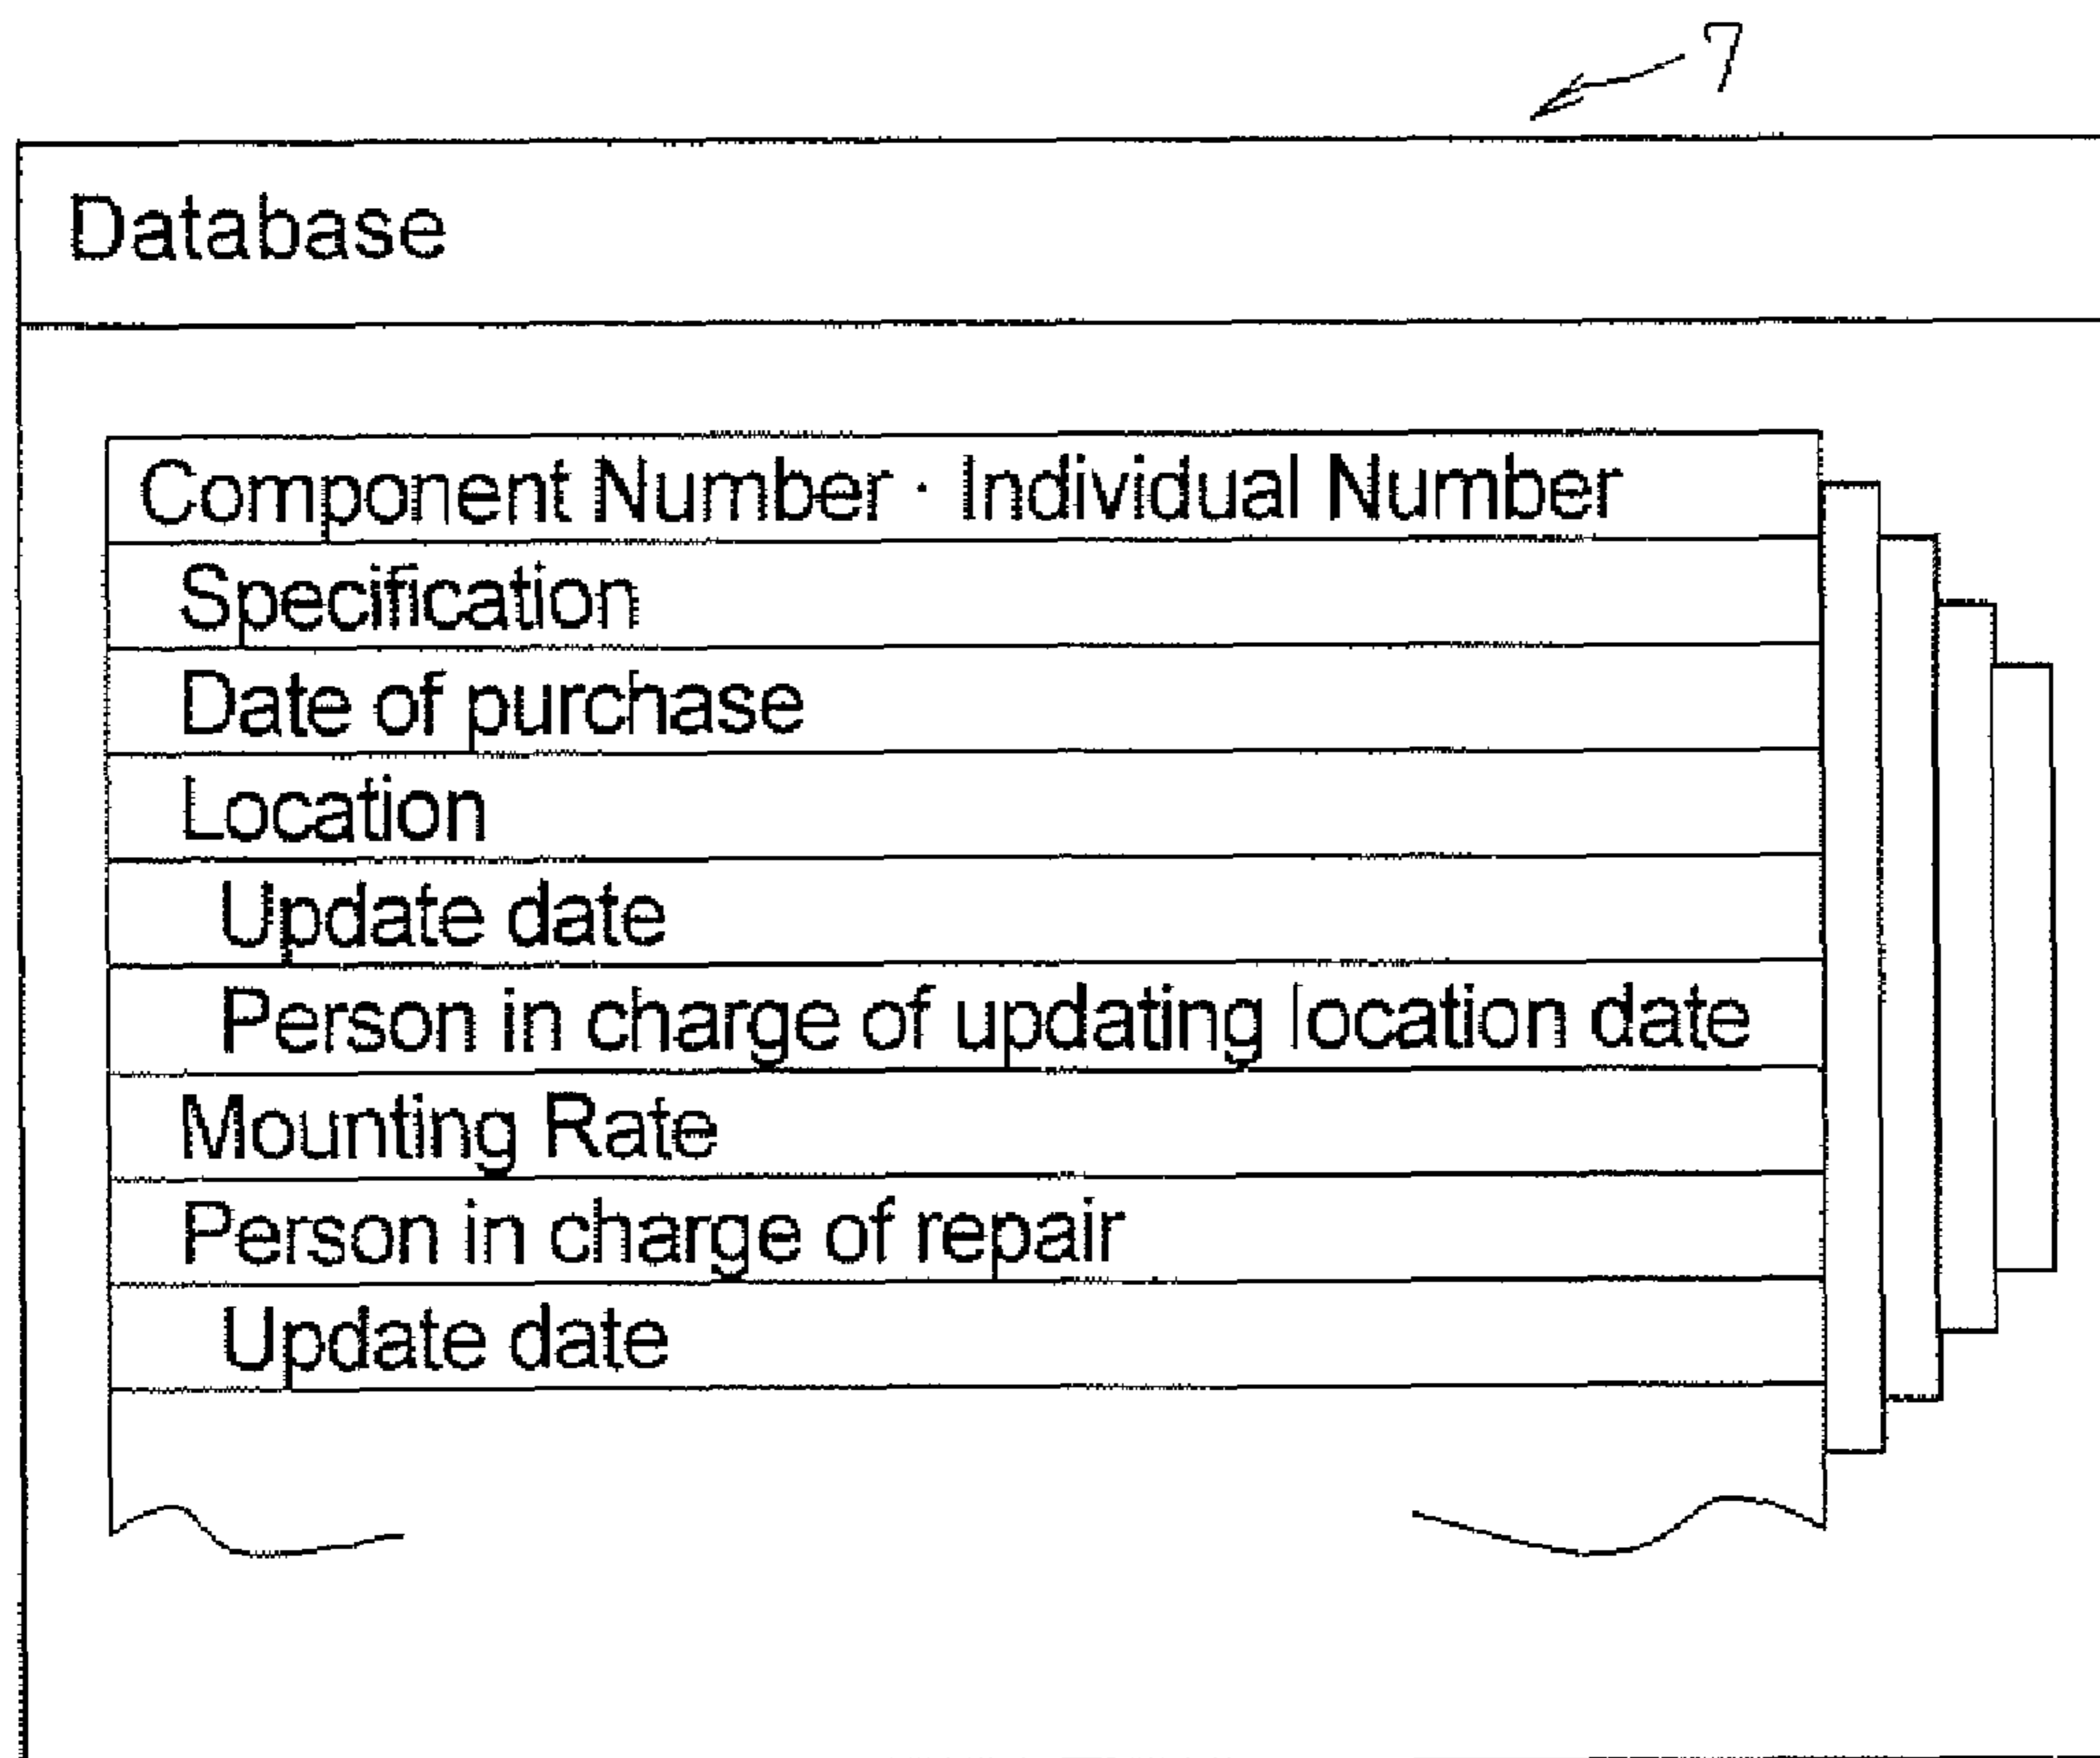 7
Database
Component Number · Individual Number
Specification
Date of purchase
Location
Update date
Person in charge of updating location date
Mounting Rate
Person in charge of repair
Update date